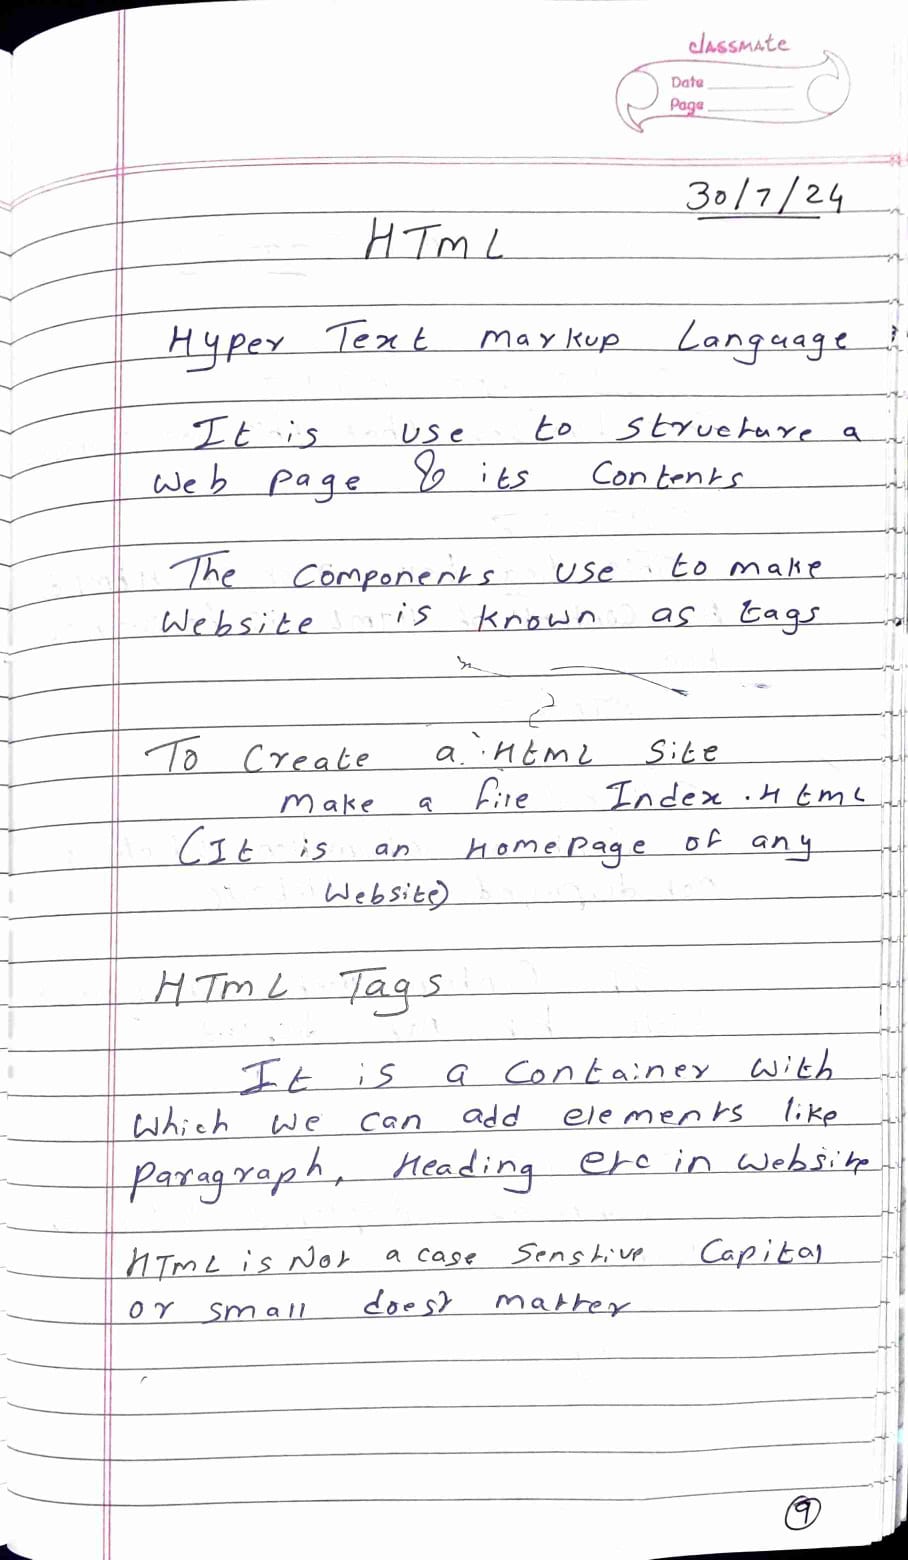 classmate
Date
Page
30/7/24
HTmL
Hyper Text markup Language
It is use to structure a
web page & its Contents
The Components use to make
Website is known as tags
To Create a Html Site
make a file Index.Html
(It is an Homepage of any
Website)
HTmL Tags
It is a container with
which we can add elements like
paragraph, Heading etc in website
HTmL is Not a case senstive Capital
or small doest matter
9